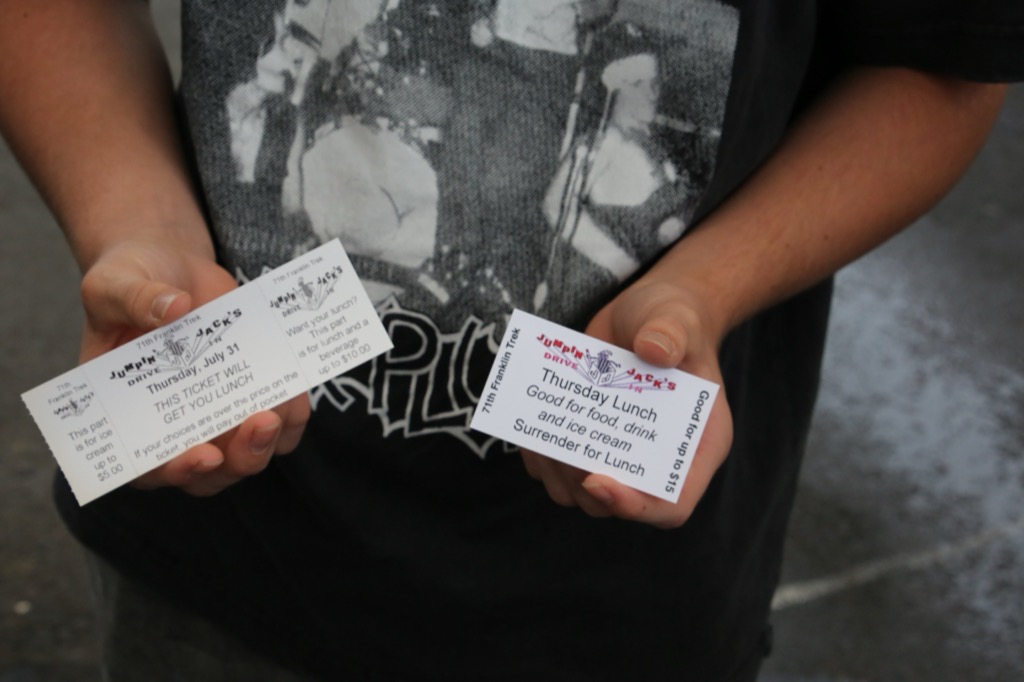 71th
Franklin Trek
This part
is for ice
cream
up to
$5.00
71th Franklin Trek
JUMPIN JACK'S
DRIVE IN
Thursday, July 31
THIS TICKET WILL
GET YOU LUNCH
If your choices are over the price on the
ticket, you will pay out of pocket
71th Franklin Trek
JUMPIN JACK'S
DRIVE IN
Want your lunch?
This part
is for lunch and a
beverage
up to $10.00
71th Franklin Trek
JUMPIN JACK'S
DRIVE IN
Thursday Lunch
Good for food, drink
and ice cream
Surrender for Lunch
Good for up to $15